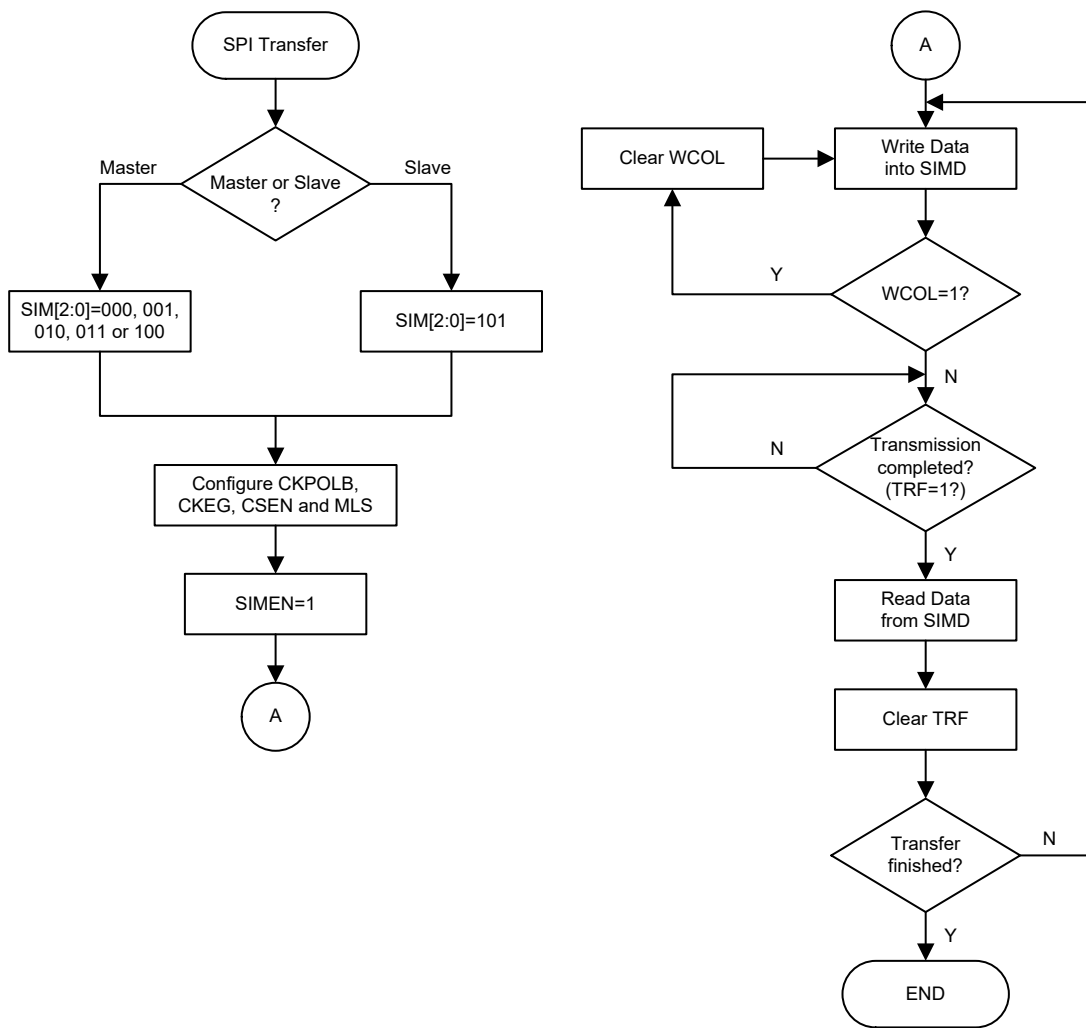 SPI Transfer
Master
Slave
Master or Slave
?
SIM[2:0]=000, 001,
010, 011 or 100
SIM[2:0]=101
Configure CKPOLB,
CKEG, CSEN and MLS
SIMEN=1
A
A
Clear WCOL
Write Data
into SIMD
Y
WCOL=1?
N
N
Transmission
completed?
(TRF=1?)
Y
Read Data
from SIMD
Clear TRF
Transfer
finished?
N
Y
END